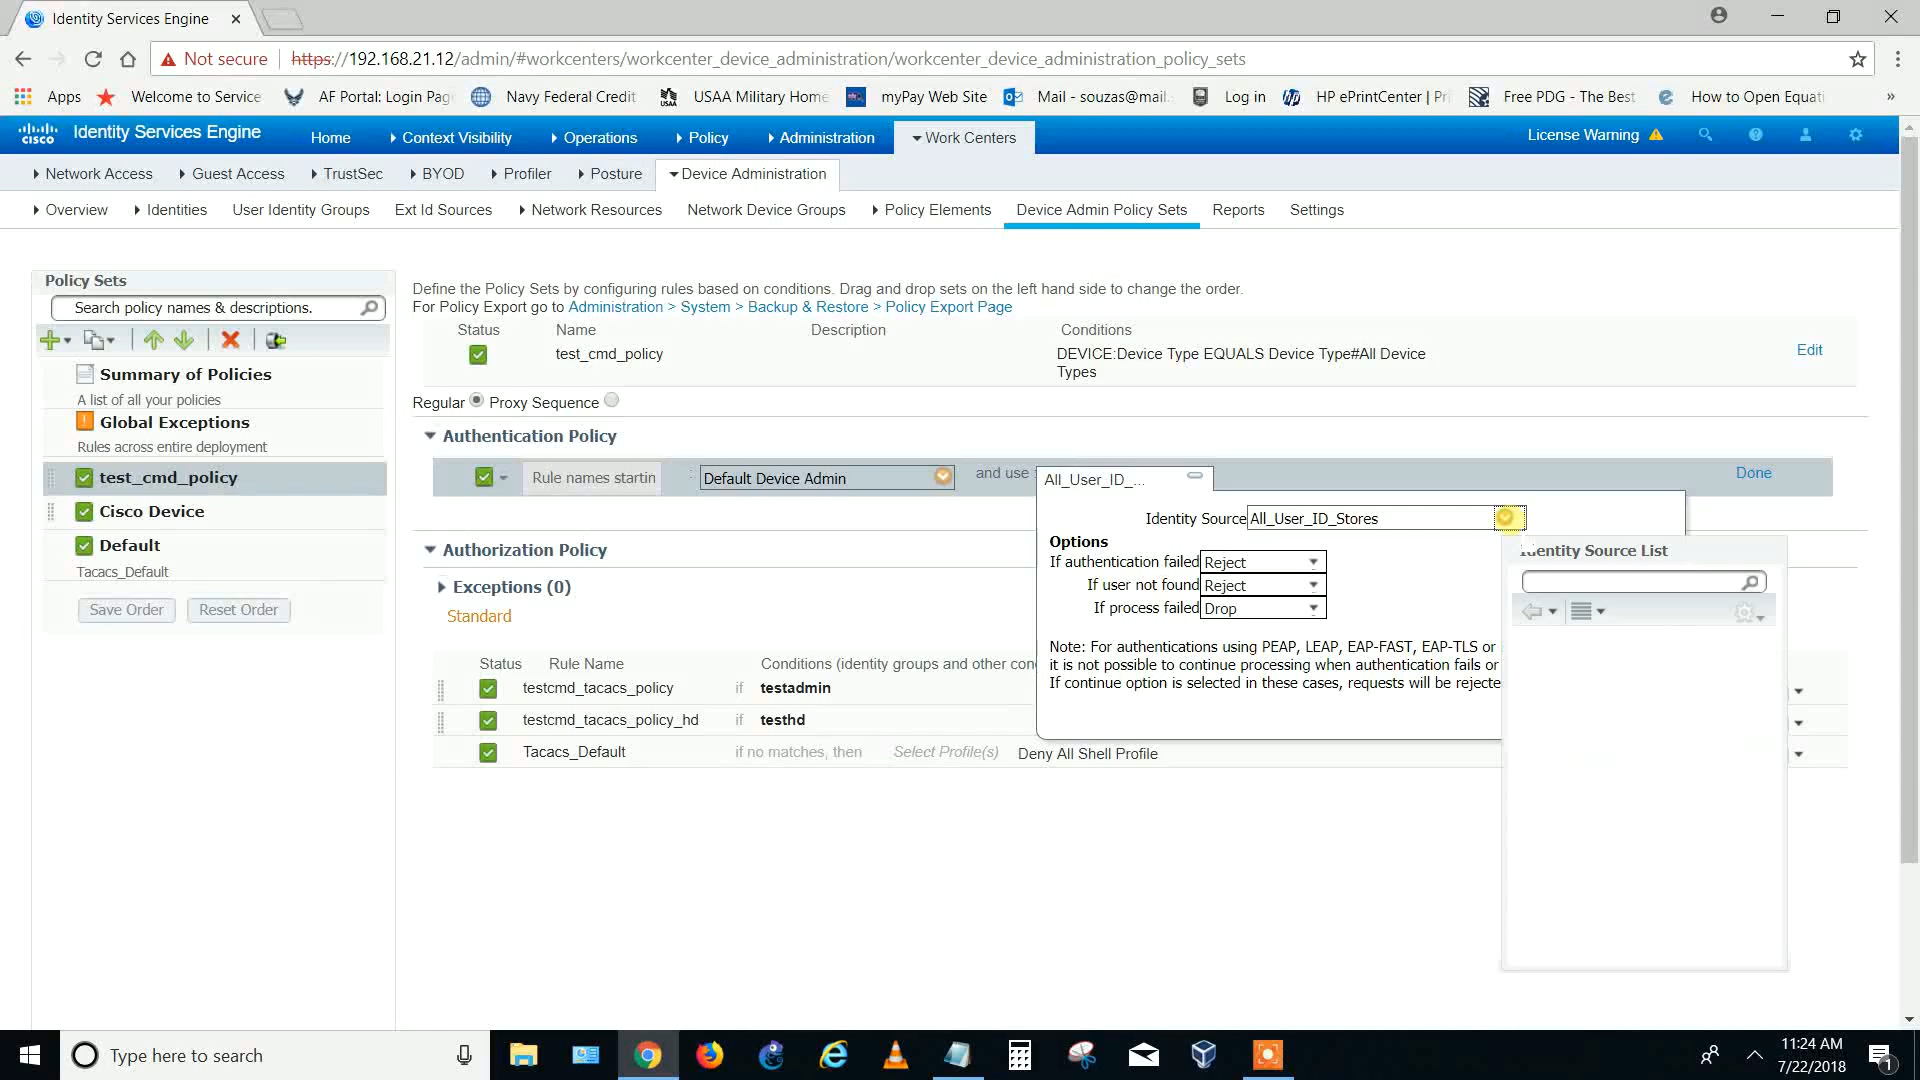 Identity Services Engine
Not secure
https://192.168.21.12/admin/#workcenters/workcenter_device_administration/workcenter_device_administration_policy_sets
Apps
Welcome to Service
AF Portal: Login Pag
Navy Federal Credit
USAA Military Home
myPay Web Site
Mail - souzas@mail.
Log in
HP ePrintCenter | Pr
Free PDG - The Best
How to Open Equati
»
cisco
Identity Services Engine
Home
Context Visibility
Operations
Policy
Administration
Work Centers
License Warning
Network Access
Guest Access
TrustSec
BYOD
Profiler
Posture
Device Administration
Overview
Identities
User Identity Groups
Ext Id Sources
Network Resources
Network Device Groups
Policy Elements
Device Admin Policy Sets
Reports
Settings
Policy Sets
Search policy names & descriptions.
Summary of Policies
A list of all your policies
Global Exceptions
Rules across entire deployment
test_cmd_policy
Cisco Device
Default
Tacacs_Default
Save Order
Reset Order
Define the Policy Sets by configuring rules based on conditions. Drag and drop sets on the left hand side to change the order.
For Policy Export go to Administration > System > Backup & Restore > Policy Export Page
Status
Name
Description
Conditions
test_cmd_policy
DEVICE:Device Type EQUALS Device Type#All Device
Types
Edit
Regular
Proxy Sequence
Authentication Policy
Rule names startin
Default Device Admin
and use
Done
All_User_ID_...
Identity Source
All_User_ID_Stores
Options
If authentication failed
Reject
If user not found
Reject
If process failed
Drop
Note: For authentications using PEAP, LEAP, EAP-FAST, EAP-TLS or
it is not possible to continue processing when authentication fails or
If continue option is selected in these cases, requests will be rejecte
Identity Source List
Authorization Policy
Exceptions (0)
Standard
Status
Rule Name
Conditions (identity groups and other con
testcmd_tacacs_policy
if
testadmin
testcmd_tacacs_policy_hd
if
testhd
Tacacs_Default
if no matches, then
Select Profile(s)
Deny All Shell Profile
Type here to search
11:24 AM
7/22/2018
1